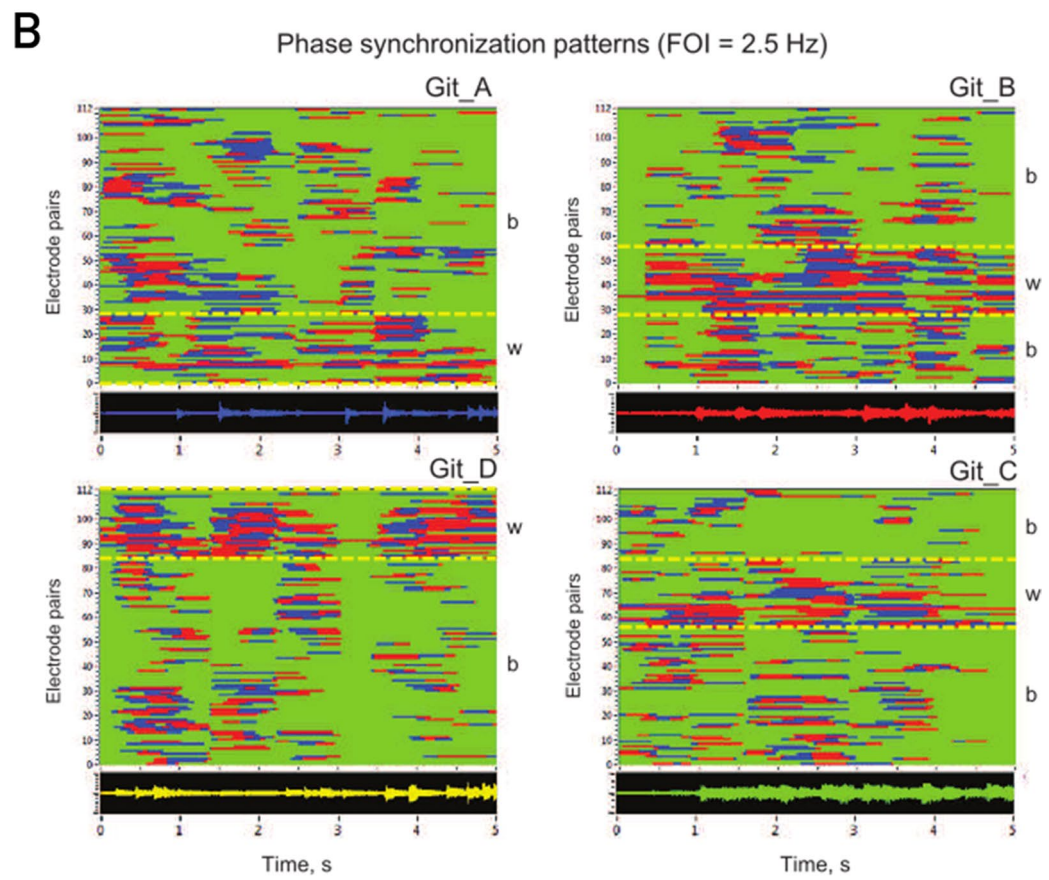 B
Phase synchronization patterns (FOI = 2.5 Hz)
Git_A
Git_B
Electrode pairs
112
100
90
80
70
60
50
40
30
20
10
0
b
w
0 1 2 3 4 5
Electrode pairs
112
100
90
80
70
60
50
40
30
20
10
0
b
w
b
0 1 2 3 4 5
Git_D
Git_C
Electrode pairs
112
100
90
80
70
60
50
40
30
20
10
0
w
b
0 1 2 3 4 5
Time, s
Electrode pairs
112
100
90
80
70
60
50
40
30
20
10
0
b
w
b
0 1 2 3 4 5
Time, s